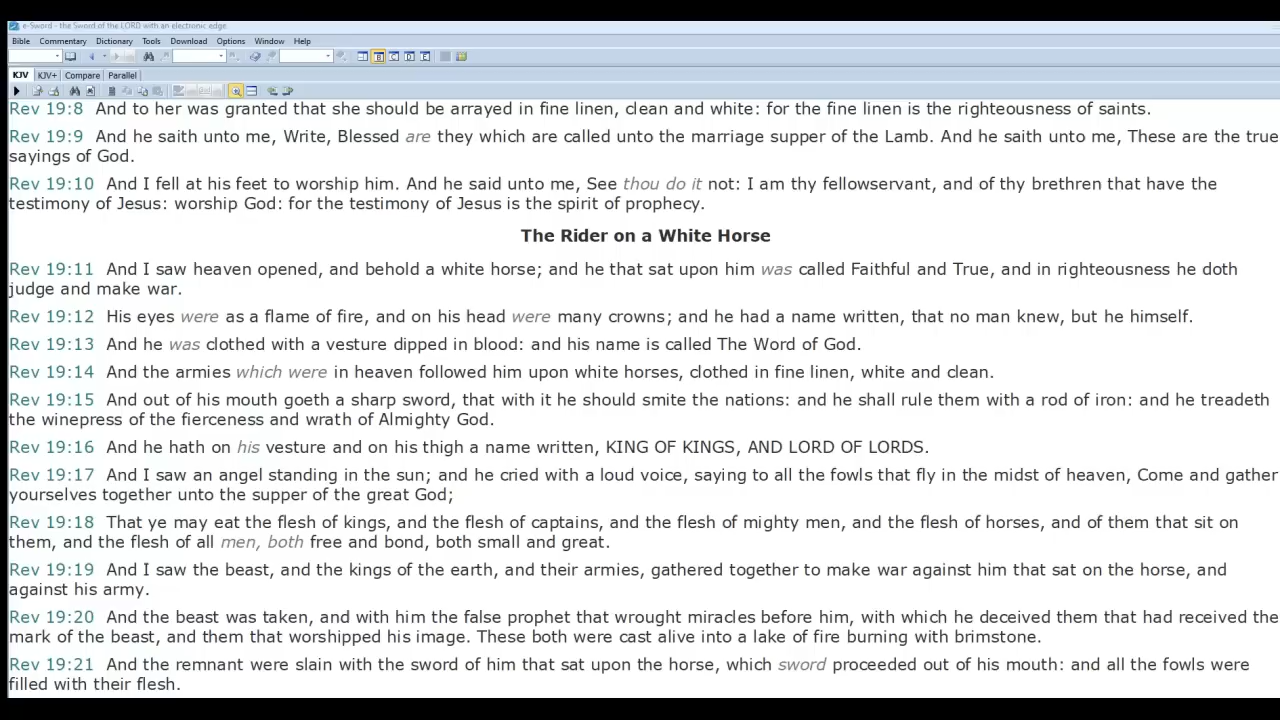 e-Sword - the Sword of the LORD with an electronic edge
Bible Commentary Dictionary Tools Download Options Window Help
KJV KJV+ Compare Parallel
Rev 19:8 And to her was granted that she should be arrayed in fine linen, clean and white: for the fine linen is the righteousness of saints.
Rev 19:9 And he saith unto me, Write, Blessed are they which are called unto the marriage supper of the Lamb. And he saith unto me, These are the true
sayings of God.
Rev 19:10 And I fell at his feet to worship him. And he said unto me, See thou do it not: I am thy fellowservant, and of thy brethren that have the
testimony of Jesus: worship God: for the testimony of Jesus is the spirit of prophecy.
The Rider on a White Horse
Rev 19:11 And I saw heaven opened, and behold a white horse; and he that sat upon him was called Faithful and True, and in righteousness he doth
judge and make war.
Rev 19:12 His eyes were as a flame of fire, and on his head were many crowns; and he had a name written, that no man knew, but he himself.
Rev 19:13 And he was clothed with a vesture dipped in blood: and his name is called The Word of God.
Rev 19:14 And the armies which were in heaven followed him upon white horses, clothed in fine linen, white and clean.
Rev 19:15 And out of his mouth goeth a sharp sword, that with it he should smite the nations: and he shall rule them with a rod of iron: and he treadeth
the winepress of the fierceness and wrath of Almighty God.
Rev 19:16 And he hath on his vesture and on his thigh a name written, KING OF KINGS, AND LORD OF LORDS.
Rev 19:17 And I saw an angel standing in the sun; and he cried with a loud voice, saying to all the fowls that fly in the midst of heaven, Come and gather
yourselves together unto the supper of the great God;
Rev 19:18 That ye may eat the flesh of kings, and the flesh of captains, and the flesh of mighty men, and the flesh of horses, and of them that sit on
them, and the flesh of all men, both free and bond, both small and great.
Rev 19:19 And I saw the beast, and the kings of the earth, and their armies, gathered together to make war against him that sat on the horse, and
against his army.
Rev 19:20 And the beast was taken, and with him the false prophet that wrought miracles before him, with which he deceived them that had received the
mark of the beast, and them that worshipped his image. These both were cast alive into a lake of fire burning with brimstone.
Rev 19:21 And the remnant were slain with the sword of him that sat upon the horse, which sword proceeded out of his mouth: and all the fowls were
filled with their flesh.